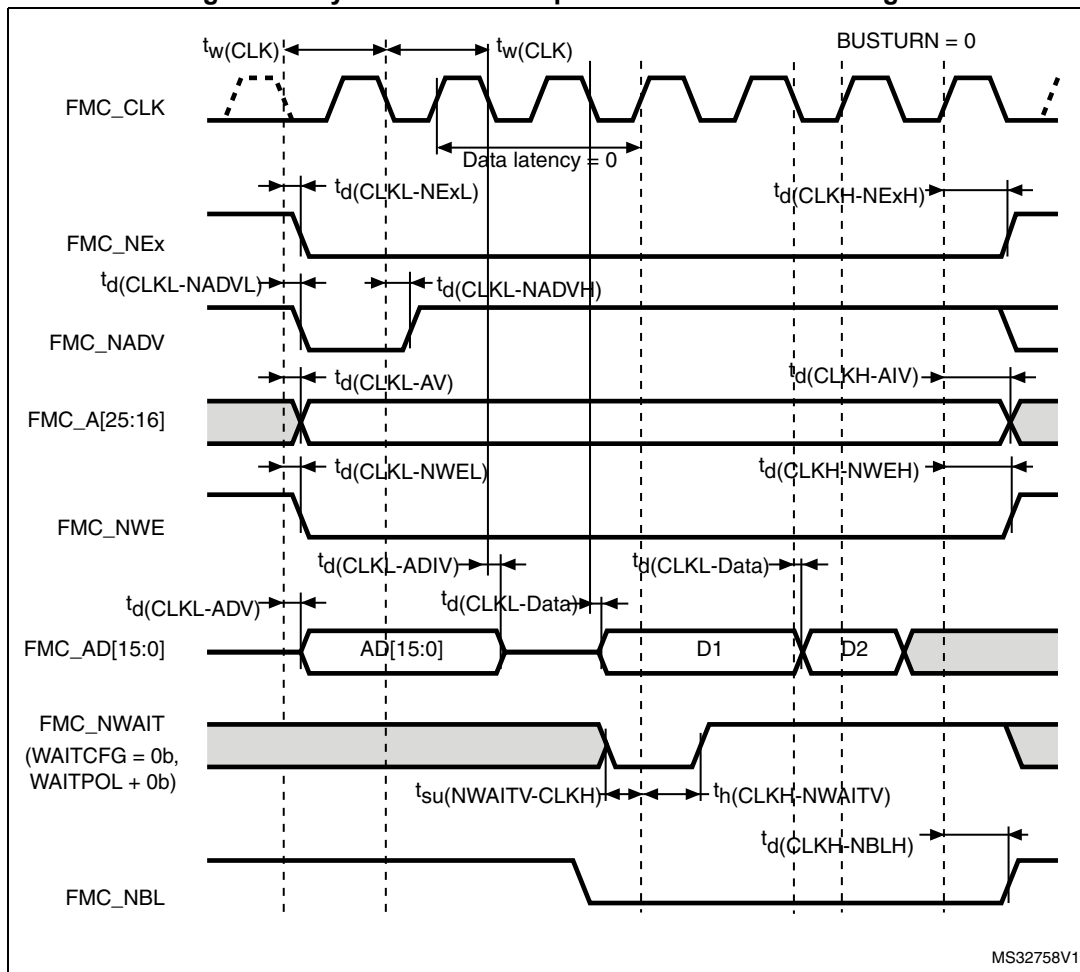 tw(CLK) tw(CLK) BUSTURN = 0
FMC_CLK
Data latency = 0
td(CLKL-NExL) td(CLKH-NExH)
FMC_NEx
td(CLKL-NADVL) td(CLKL-NADVH)
FMC_NADV
td(CLKL-AV) td(CLKH-AIV)
FMC_A[25:16]
td(CLKL-NWEL) td(CLKH-NWEH)
FMC_NWE
td(CLKL-ADIV) td(CLKL-Data)
td(CLKL-ADV) td(CLKL-Data)
FMC_AD[15:0] AD[15:0] D1 D2
FMC_NWAIT
(WAITCFG = 0b,
WAITPOL + 0b)
tsu(NWAITV-CLKH) th(CLKH-NWAITV)
td(CLKH-NBLH)
FMC_NBL
MS32758V1